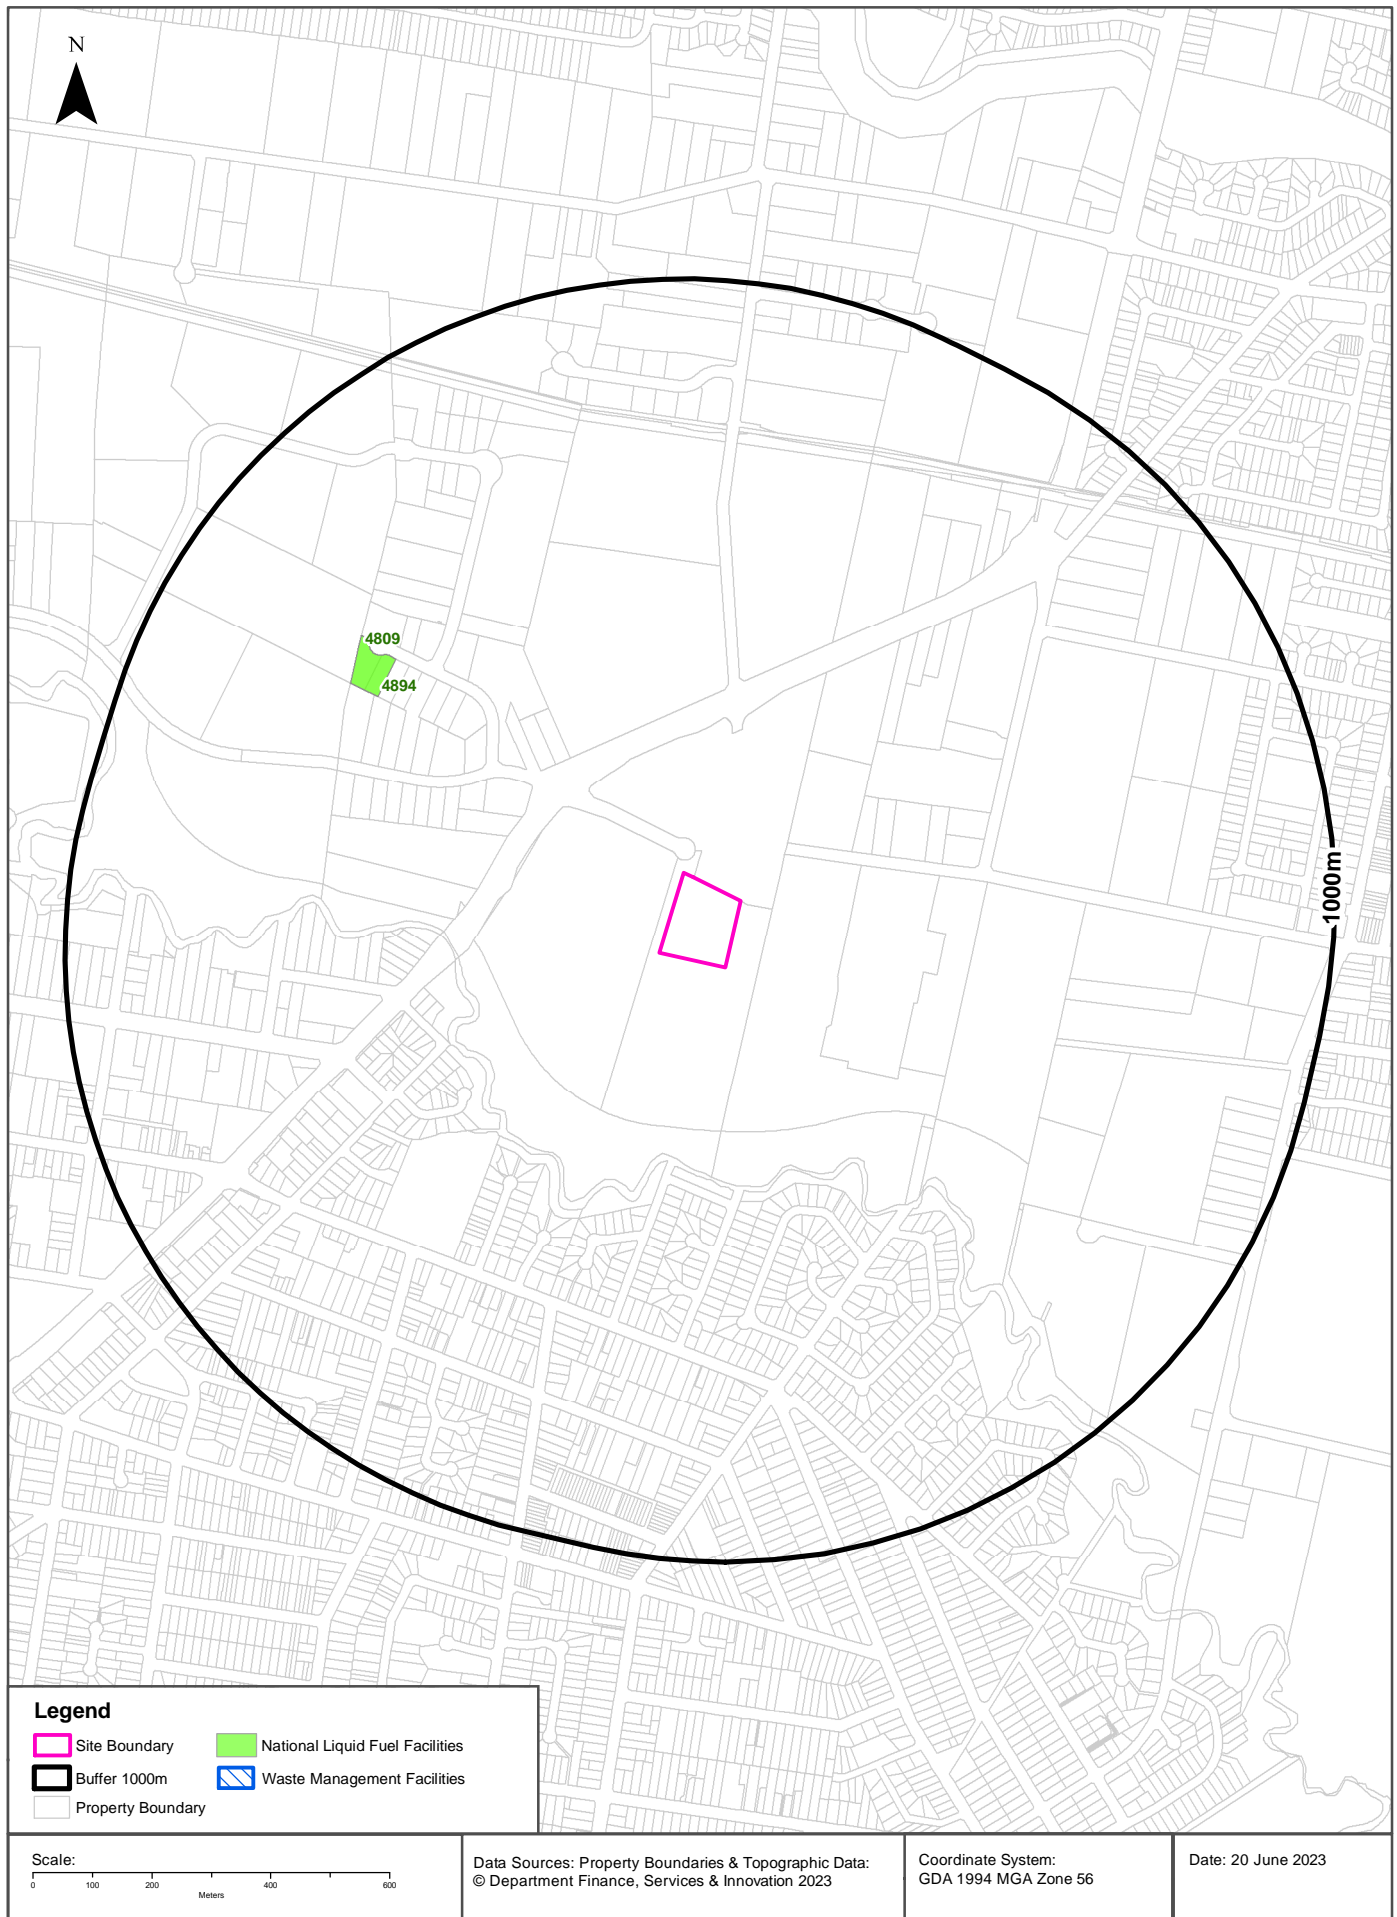 N
4809
4894
1000m
Legend
Site Boundary
National Liquid Fuel Facilities
Buffer 1000m
Waste Management Facilities
Property Boundary
Scale:
0 100 200 400 600
Meters
Data Sources: Property Boundaries & Topographic Data:
© Department Finance, Services & Innovation 2023
Coordinate System:
GDA 1994 MGA Zone 56
Date: 20 June 2023